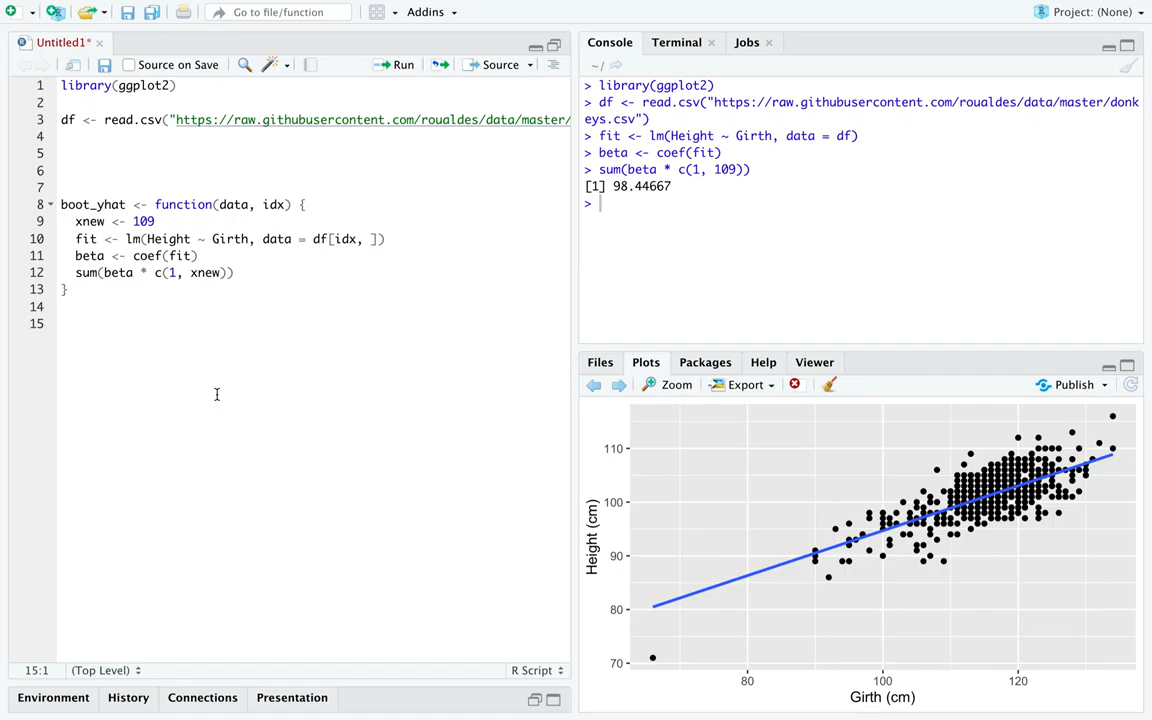 Go to file/function
Addins
Project: (None)
Untitled1*
Source on Save
Run
Source
1 library(ggplot2)
2
3 df <- read.csv("https://raw.githubusercontent.com/roualdes/data/master/
4
5
6
7
8 boot_yhat <- function(data, idx) {
9 xnew <- 109
10 fit <- lm(Height ~ Girth, data = df[idx, ])
11 beta <- coef(fit)
12 sum(beta * c(1, xnew))
13 }
14
15
15:1 (Top Level) R Script
Environment History Connections Presentation
Console Terminal Jobs
~/
> library(ggplot2)
> df <- read.csv("https://raw.githubusercontent.com/roualdes/data/master/donk
eys.csv")
> fit <- lm(Height ~ Girth, data = df)
> beta <- coef(fit)
> sum(beta * c(1, 109))
[1] 98.44667
>
Files Plots Packages Help Viewer
Zoom Export Publish
Height (cm)
110
100
90
80
70
80 100 120
Girth (cm)